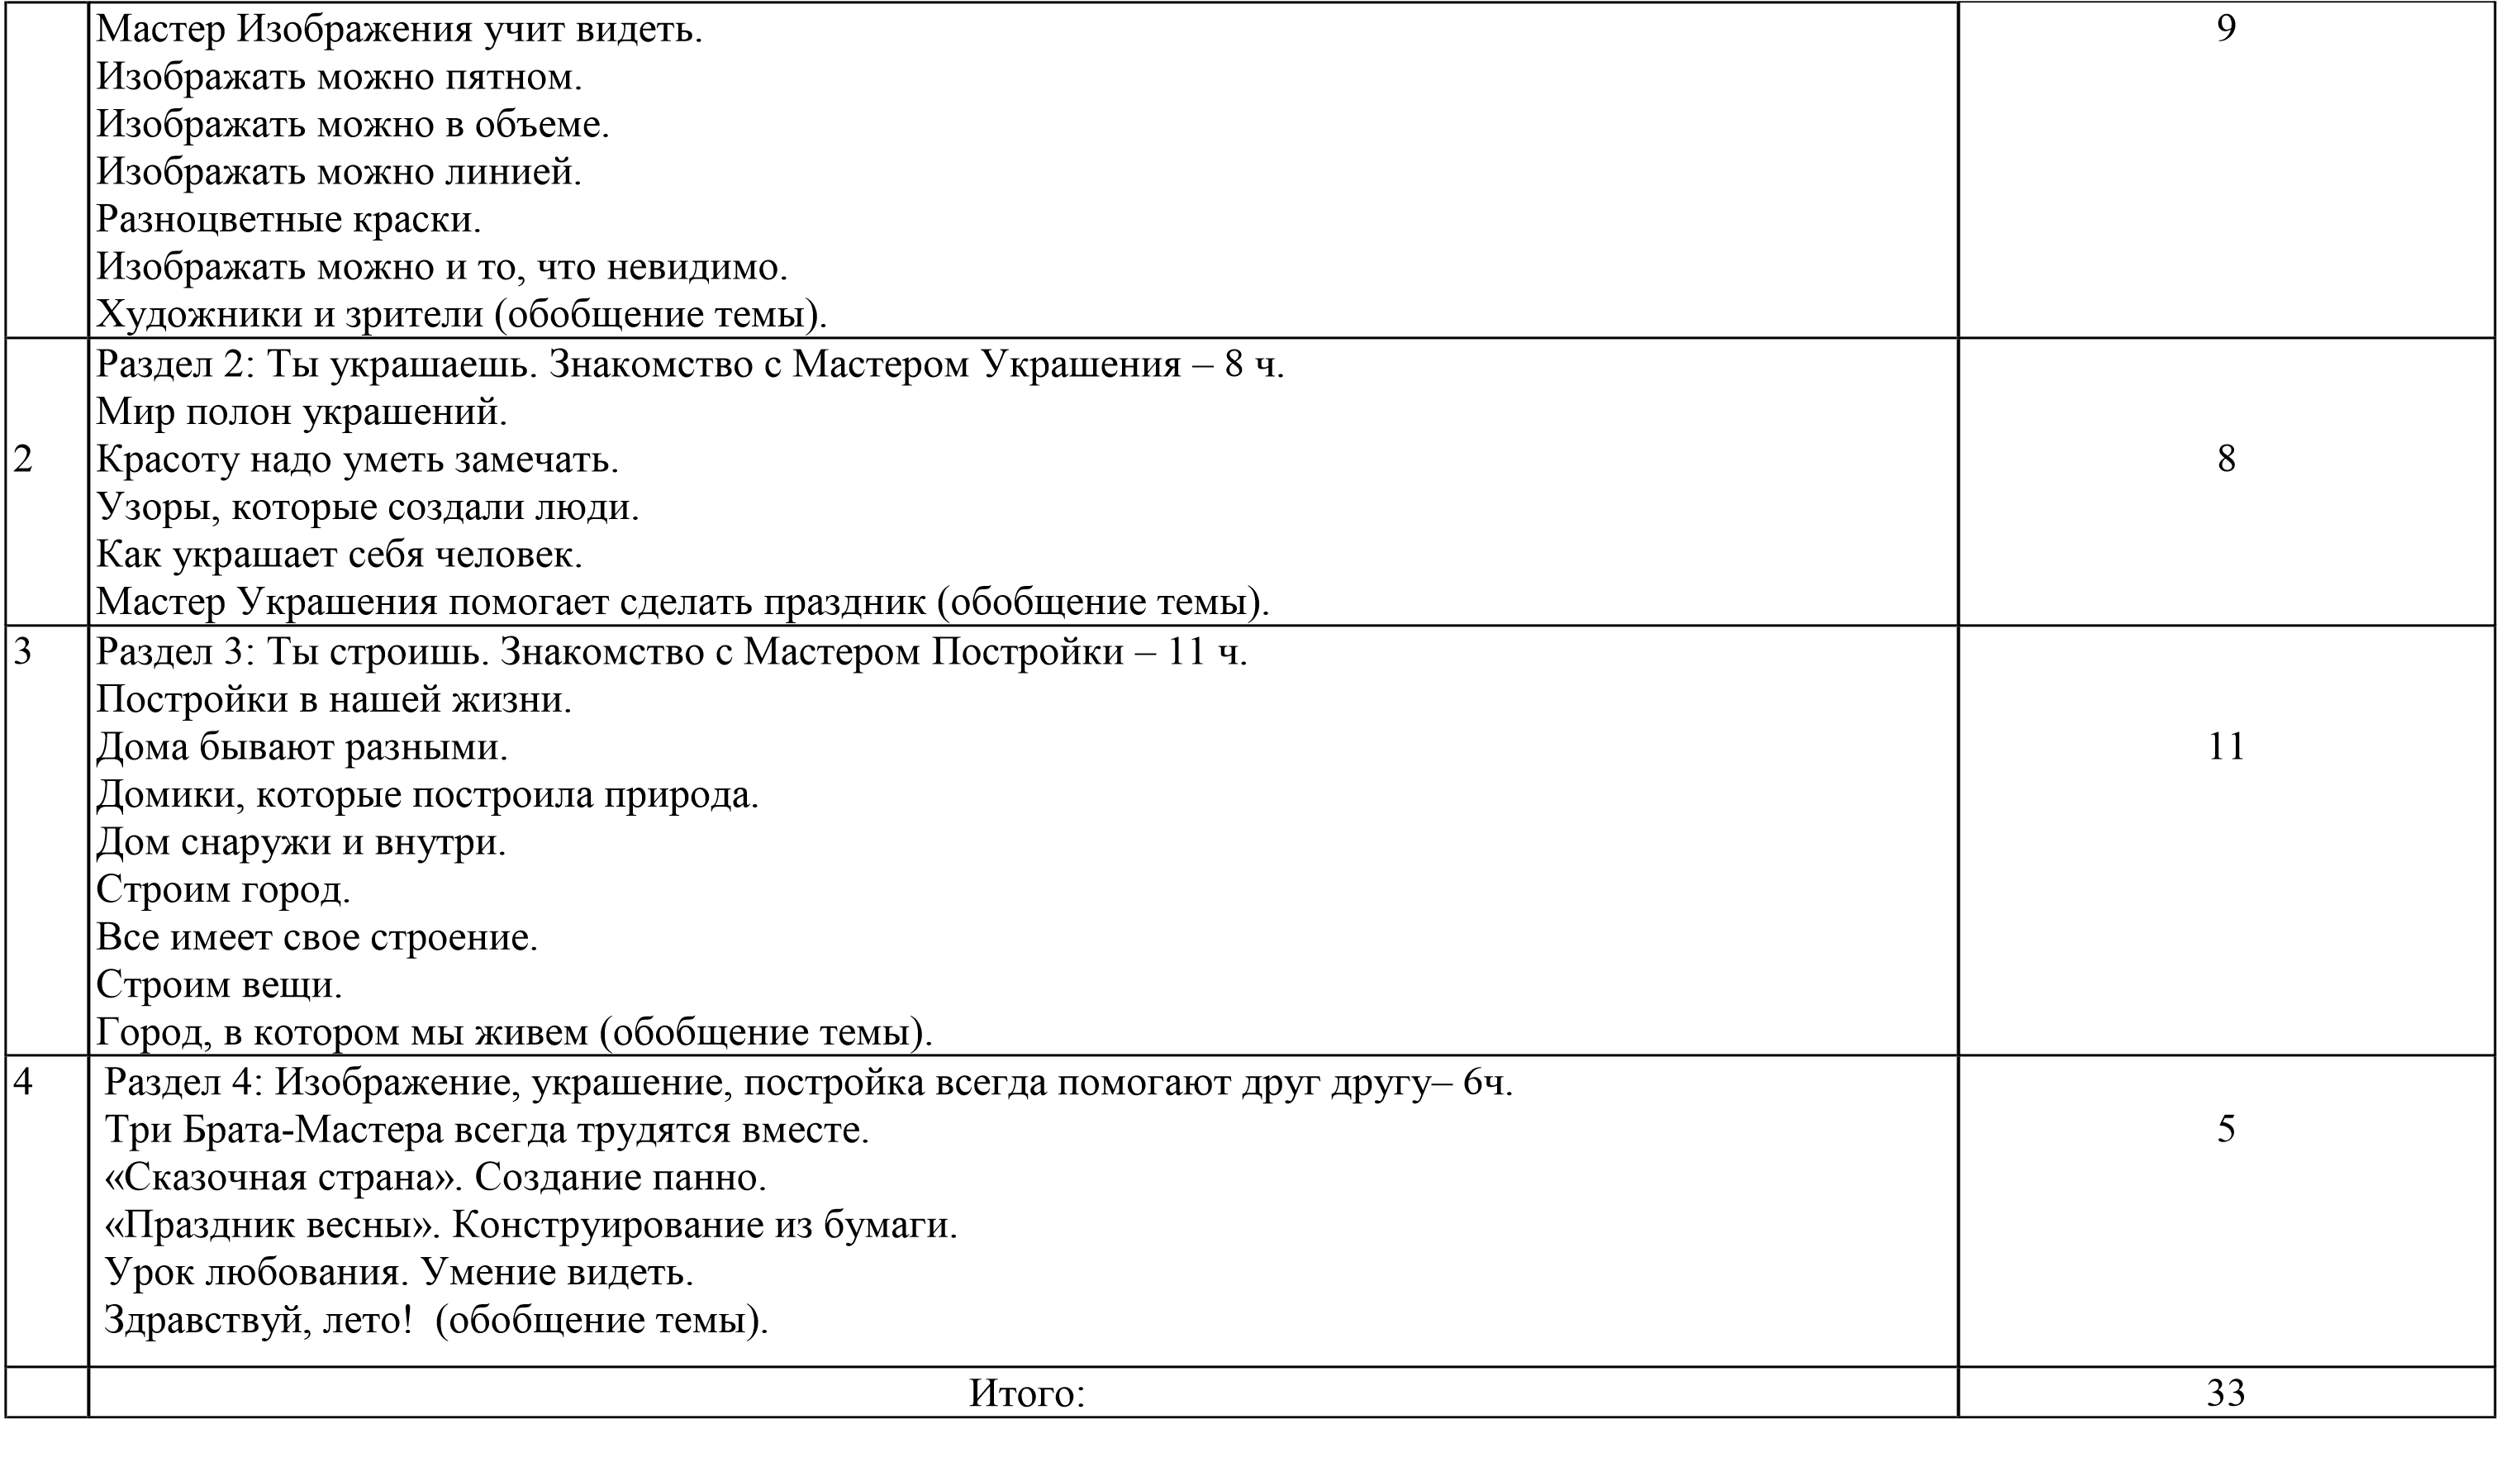 Мастер Изображения учит видеть. 9
Изображать можно пятном.
Изображать можно в объеме.
Изображать можно линией.
Разноцветные краски.
Изображать можно и то, что невидимо.
Художники и зрители (обобщение темы).
Раздел 2: Ты украшаешь. Знакомство с Мастером Украшения – 8 ч.
Мир полон украшений.
2 Красоту надо уметь замечать. 8
Узоры, которые создали люди.
Как украшает себя человек.
Мастер Украшения помогает сделать праздник (обобщение темы).
3 Раздел 3: Ты строишь. Знакомство с Мастером Постройки – 11 ч.
Постройки в нашей жизни.
Дома бывают разными. 11
Домики, которые построила природа.
Дом снаружи и внутри.
Строим город.
Все имеет свое строение.
Строим вещи.
Город, в котором мы живем (обобщение темы).
4 Раздел 4: Изображение, украшение, постройка всегда помогают друг другу– 6ч.
Три Брата-Мастера всегда трудятся вместе. 5
«Сказочная страна». Создание панно.
«Праздник весны». Конструирование из бумаги.
Урок любования. Умение видеть.
Здравствуй, лето!  (обобщение темы).
Итого: 33